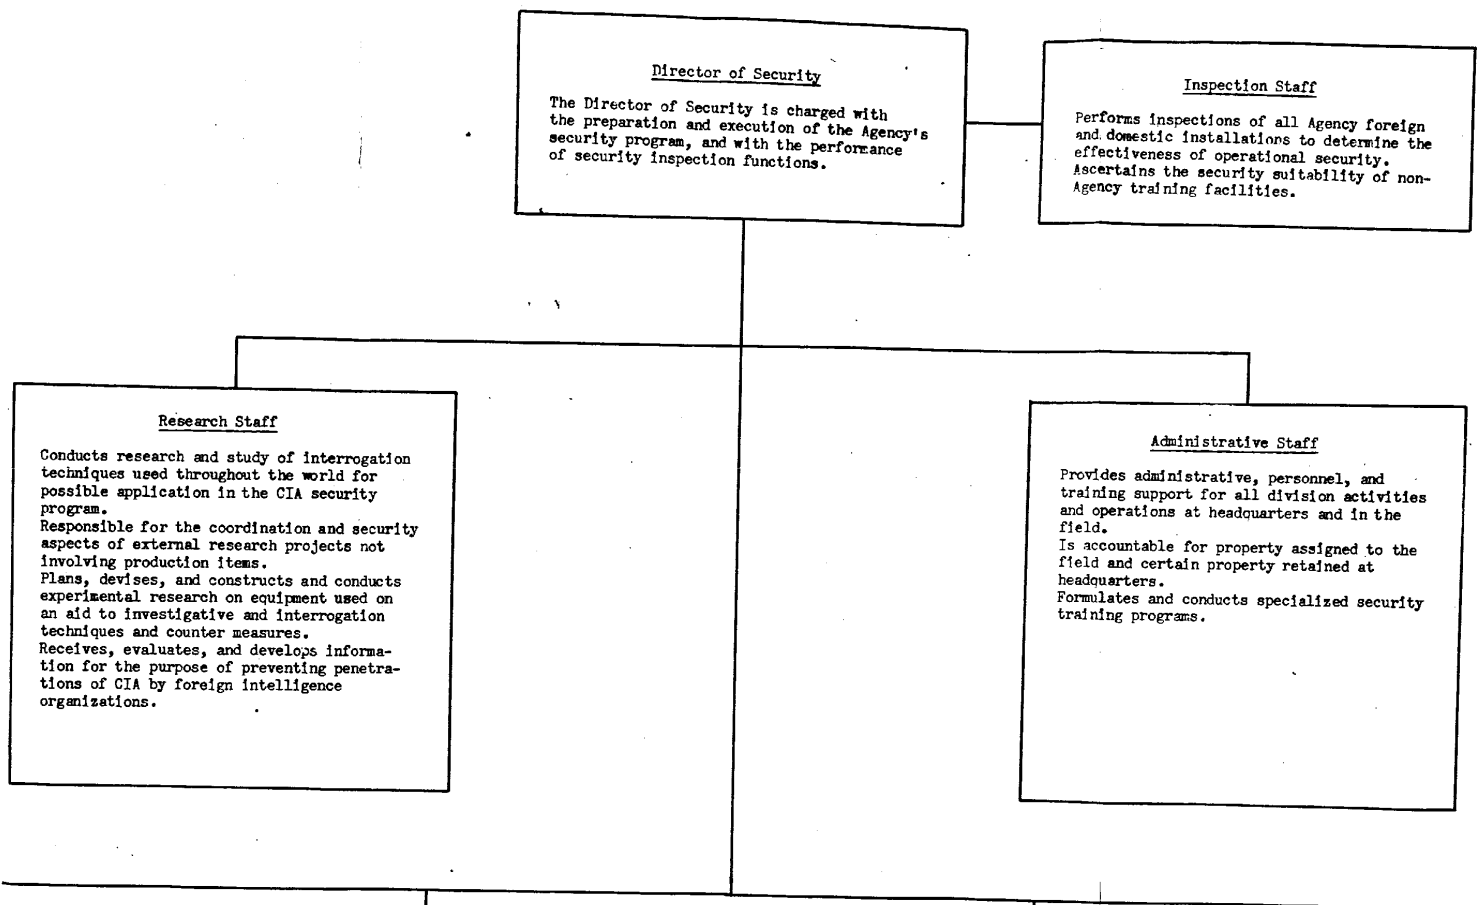 Director of Security
The Director of Security is charged with
the preparation and execution of the Agency's
security program, and with the performance
of security inspection functions.
Inspection Staff
Performs inspections of all Agency foreign
and domestic installations to determine the
effectiveness of operational security.
Ascertains the security suitability of non-
Agency training facilities.
Research Staff
Conducts research and study of interrogation
techniques used throughout the world for
possible application in the CIA security
program.
Responsible for the coordination and security
aspects of external research projects not
involving production items.
Plans, devises, and constructs and conducts
experimental research on equipment used on
an aid to investigative and interrogation
techniques and counter measures.
Receives, evaluates, and develops informa-
tion for the purpose of preventing penetra-
tions of CIA by foreign intelligence
organizations.
Administrative Staff
Provides administrative, personnel, and
training support for all division activities
and operations at headquarters and in the
field.
Is accountable for property assigned to the
field and certain property retained at
headquarters.
Formulates and conducts specialized security
training programs.